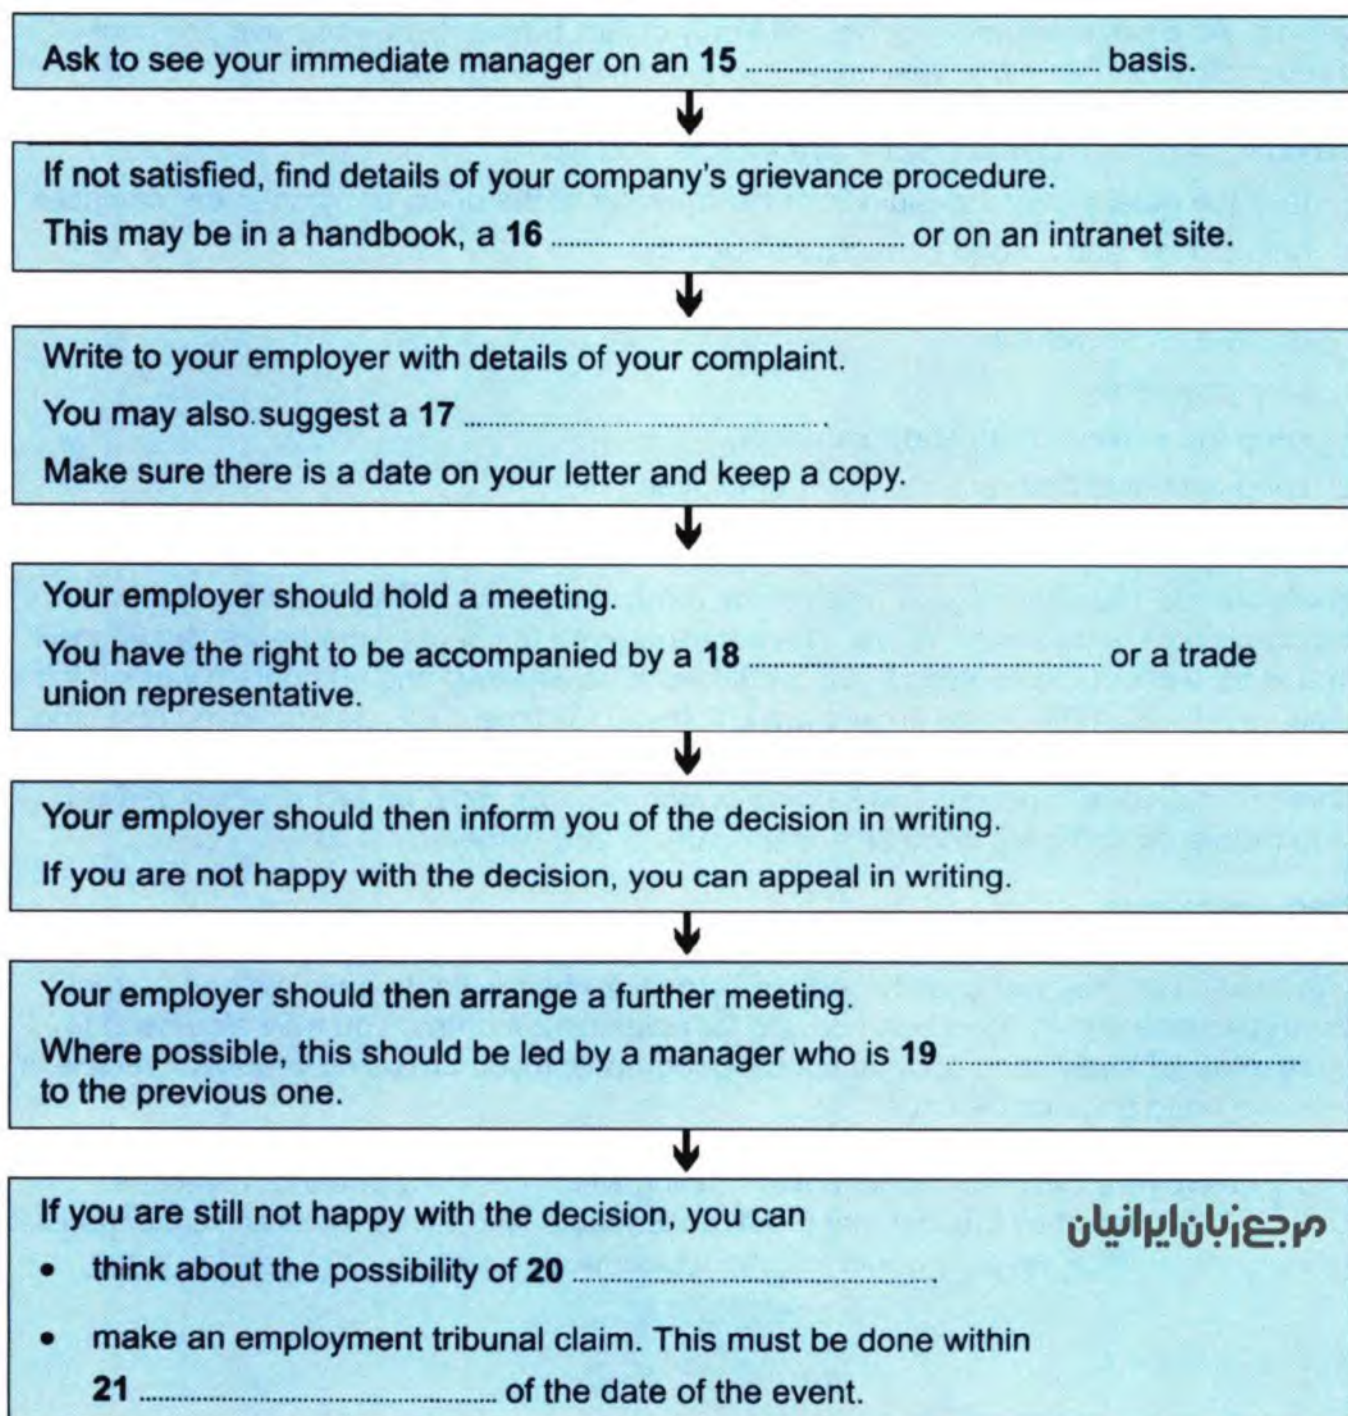 Ask to see your immediate manager on an 15 ........................ basis.
If not satisfied, find details of your company's grievance procedure.
This may be in a handbook, a 16 ........................ or on an intranet site.
Write to your employer with details of your complaint.
You may also suggest a 17 ........................ .
Make sure there is a date on your letter and keep a copy.
Your employer should hold a meeting.
You have the right to be accompanied by a 18 ........................ or a trade
union representative.
Your employer should then inform you of the decision in writing.
If you are not happy with the decision, you can appeal in writing.
Your employer should then arrange a further meeting.
Where possible, this should be led by a manager who is 19 ........................
to the previous one.
If you are still not happy with the decision, you can
مرجع زبان ایرانیان
• think about the possibility of 20 ........................ .
• make an employment tribunal claim. This must be done within
21 ........................ of the date of the event.